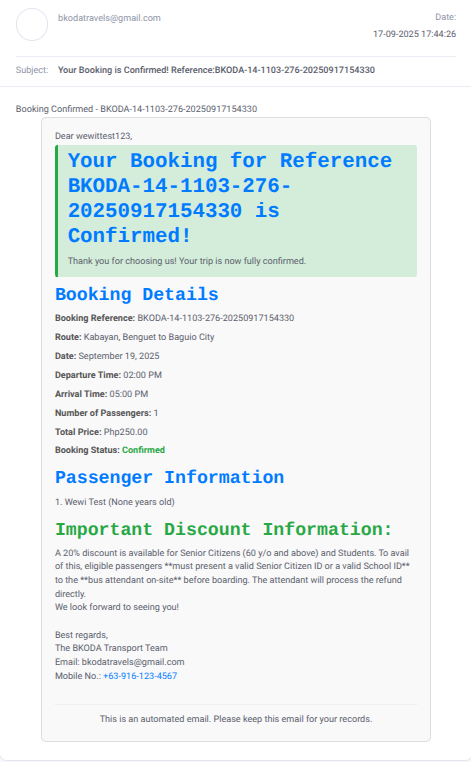 bkodatravels@gmail.com
Date:
17-09-2025 17:44:26
Subject: Your Booking is Confirmed! Reference:BKODA-14-1103-276-20250917154330
Booking Confirmed - BKODA-14-1103-276-20250917154330
Dear wewittest123,
Your Booking for Reference
BKODA-14-1103-276-
20250917154330 is
Confirmed!
Thank you for choosing us! Your trip is now fully confirmed.
Booking Details
Booking Reference: BKODA-14-1103-276-20250917154330
Route: Kabayan, Benguet to Baguio City
Date: September 19, 2025
Departure Time: 02:00 PM
Arrival Time: 05:00 PM
Number of Passengers: 1
Total Price: Php250.00
Booking Status: Confirmed
Passenger Information
1. Wewi Test (None years old)
Important Discount Information:
A 20% discount is available for Senior Citizens (60 y/o and above) and Students. To avail
of this, eligible passengers **must present a valid Senior Citizen ID or a valid School ID**
to the **bus attendant on-site** before boarding. The attendant will process the refund
directly.
We look forward to seeing you!
Best regards,
The BKODA Transport Team
Email: bkodatravels@gmail.com
Mobile No.: +63-916-123-4567
This is an automated email. Please keep this email for your records.